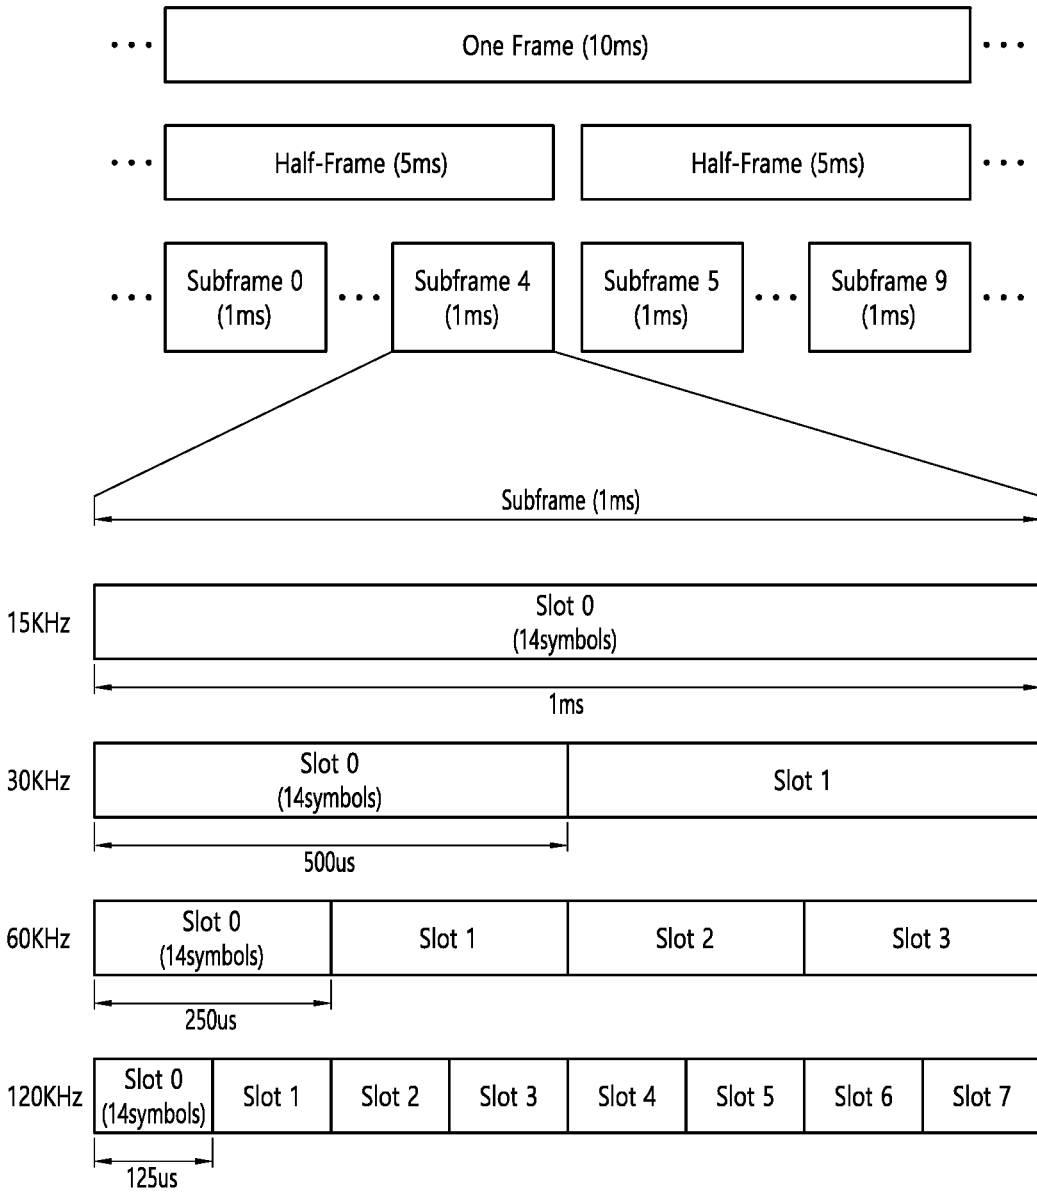 One Frame (10ms)
Half-Frame (5ms)
Half-Frame (5ms)
Subframe 0
(1ms)
Subframe 4
(1ms)
Subframe 5
(1ms)
Subframe 9
(1ms)
Subframe (1ms)
15KHz
Slot 0
(14symbols)
1ms
30KHz
Slot 0
(14symbols)
Slot 1
500us
60KHz
Slot 0
(14symbols)
Slot 1
Slot 2
Slot 3
250us
120KHz
Slot 0
(14symbols)
Slot 1
Slot 2
Slot 3
Slot 4
Slot 5
Slot 6
Slot 7
125us